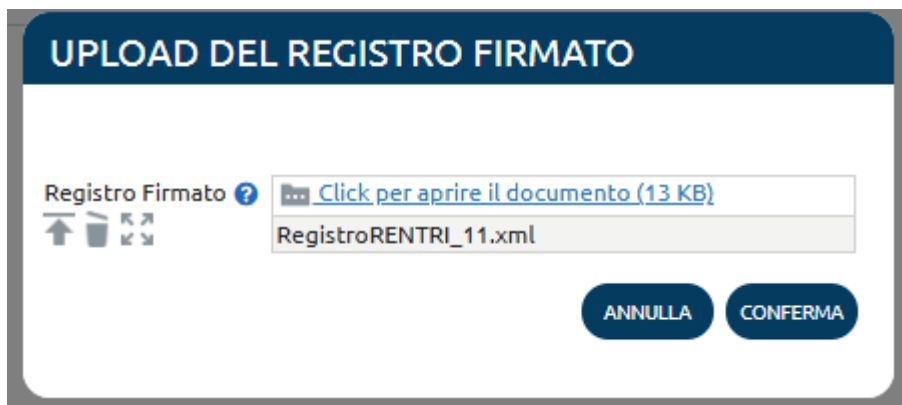 UPLOAD DEL REGISTRO FIRMATO
Registro Firmato ?
Click per aprire il documento (13 KB)
RegistroRENTRI_11.xml
ANNULLA CONFERMA